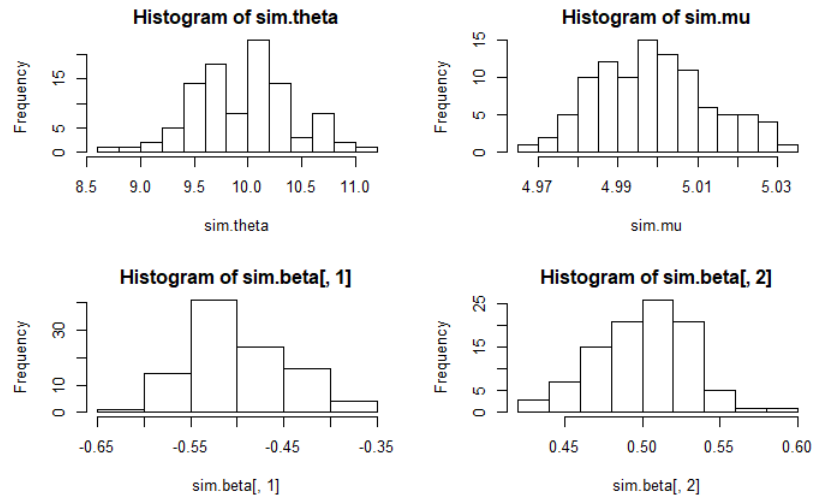 Histogram of sim.theta
Frequency
0 5 15
8.5 9.0 9.5 10.0 10.5 11.0
sim.theta
Histogram of sim.mu
Frequency
0 5 10 15
4.97 4.99 5.01 5.03
sim.mu
Histogram of sim.beta[, 1]
Frequency
0 10 30
-0.65 -0.55 -0.45 -0.35
sim.beta[, 1]
Histogram of sim.beta[, 2]
Frequency
0 5 15 25
0.45 0.50 0.55 0.60
sim.beta[, 2]